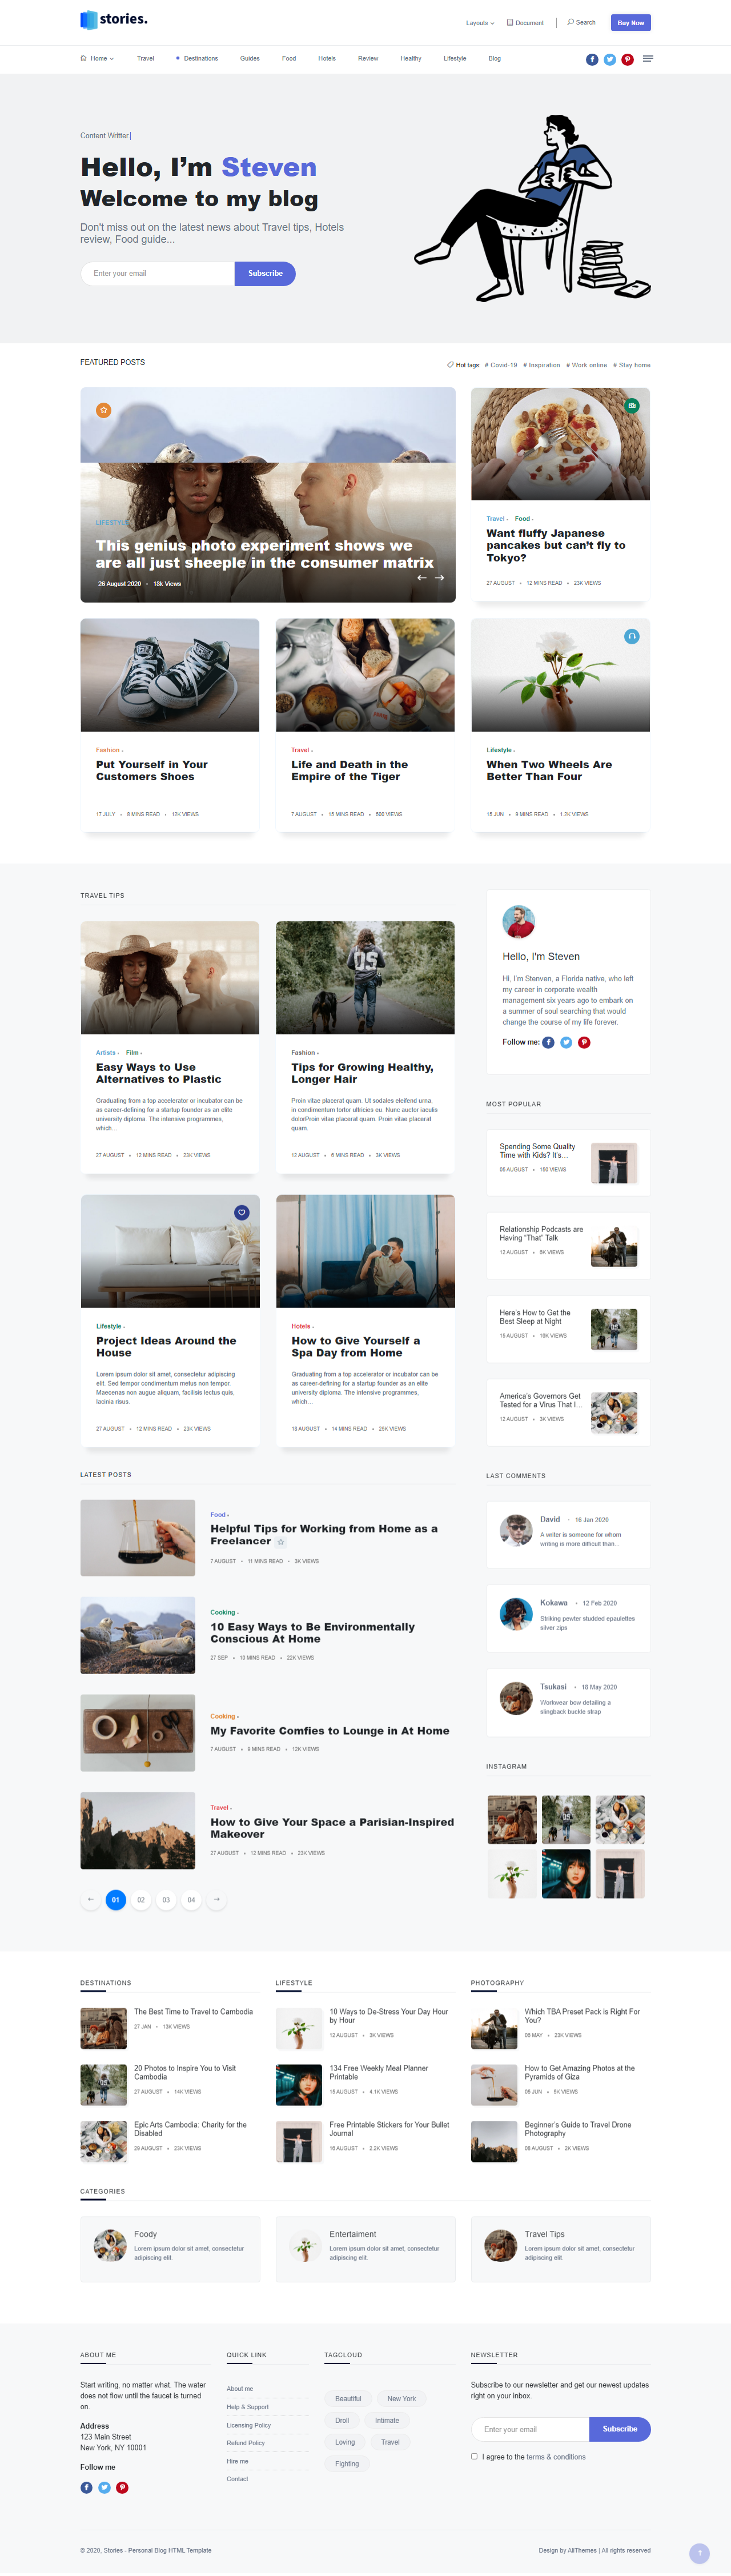 stories.
Layouts
Document
Search
Buy Now
Home
Travel
Destinations
Guides
Food
Hotels
Review
Healthy
Lifestyle
Blog
Content Writter|
Hello, I’m Steven
Welcome to my blog
Don't miss out on the latest news about Travel tips, Hotels
review, Food guide...
Enter your email
Subscribe
FEATURED POSTS
Hot tags:
# Covid-19
# Inspiration
# Work online
# Stay home
LIFESTYLE
This genius photo experiment shows we
are all just sheeple in the consumer matrix
26 August 2020 • 18k Views
Travel
Food
Want fluffy Japanese
pancakes but can’t fly to
Tokyo?
27 AUGUST • 12 MINS READ • 23K VIEWS
Fashion
Put Yourself in Your
Customers Shoes
17 JULY • 8 MINS READ • 12K VIEWS
Travel
Life and Death in the
Empire of the Tiger
7 AUGUST • 15 MINS READ • 500 VIEWS
Lifestyle
When Two Wheels Are
Better Than Four
15 JUN • 9 MINS READ • 1.2K VIEWS
TRAVEL TIPS
Artists
Film
Easy Ways to Use
Alternatives to Plastic
Graduating from a top accelerator or incubator can be
as career-defining for a startup founder as an elite
university diploma. The intensive programmes,
which…
27 AUGUST • 12 MINS READ • 23K VIEWS
Fashion
Tips for Growing Healthy,
Longer Hair
Proin vitae placerat quam. Ut sodales eleifend urna,
in condimentum tortor ultricies eu. Nunc auctor iaculis
dolorProin vitae placerat quam. Proin vitae placerat
quam.
12 AUGUST • 6 MINS READ • 3K VIEWS
Lifestyle
Project Ideas Around the
House
Lorem ipsum dolor sit amet, consectetur adipiscing
elit. Sed tempor condimentum metus non tempor.
Maecenas non augue aliquam, facilisis lectus quis,
lacinia risus.
27 AUGUST • 12 MINS READ • 23K VIEWS
Hotels
How to Give Yourself a
Spa Day from Home
Graduating from a top accelerator or incubator can be
as career-defining for a startup founder as an elite
university diploma. The intensive programmes,
which…
18 AUGUST • 14 MINS READ • 25K VIEWS
LATEST POSTS
Food
Helpful Tips for Working from Home as a
Freelancer
7 AUGUST • 11 MINS READ • 3K VIEWS
Cooking
10 Easy Ways to Be Environmentally
Conscious At Home
27 SEP • 10 MINS READ • 22K VIEWS
Cooking
My Favorite Comfies to Lounge in At Home
7 AUGUST • 9 MINS READ • 12K VIEWS
Travel
How to Give Your Space a Parisian-Inspired
Makeover
27 AUGUST • 12 MINS READ • 23K VIEWS
01
02
03
04
Hello, I'm Steven
Hi, I’m Stenven, a Florida native, who left
my career in corporate wealth
management six years ago to embark on
a summer of soul searching that would
change the course of my life forever.
Follow me:
MOST POPULAR
Spending Some Quality
Time with Kids? It’s…
05 AUGUST • 150 VIEWS
Relationship Podcasts are
Having “That” Talk
12 AUGUST • 6K VIEWS
Here’s How to Get the
Best Sleep at Night
15 AUGUST • 16K VIEWS
America’s Governors Get
Tested for a Virus That I…
12 AUGUST • 3K VIEWS
LAST COMMENTS
David • 16 Jan 2020
A writer is someone for whom
writing is more difficult than…
Kokawa • 12 Feb 2020
Striking pewter studded epaulettes
silver zips
Tsukasi • 18 May 2020
Workwear bow detailing a
slingback buckle strap
INSTAGRAM
DESTINATIONS
The Best Time to Travel to Cambodia
27 JAN • 13K VIEWS
20 Photos to Inspire You to Visit
Cambodia
27 AUGUST • 14K VIEWS
Epic Arts Cambodia: Charity for the
Disabled
25 AUGUST • 23K VIEWS
LIFESTYLE
10 Ways to De-Stress Your Day Hour
by Hour
12 AUGUST • 3K VIEWS
134 Free Weekly Meal Planner
Printable
15 AUGUST • 4.1K VIEWS
Free Printable Stickers for Your Bullet
Journal
16 AUGUST • 2.2K VIEWS
PHOTOGRAPHY
Which TBA Preset Pack is Right For
You?
06 MAY • 23K VIEWS
How to Get Amazing Photos at the
Pyramids of Giza
05 JUN • 5K VIEWS
Beginner’s Guide to Travel Drone
Photography
08 AUGUST • 2K VIEWS
CATEGORIES
Foody
Lorem ipsum dolor sit amet, consectetur
adipiscing elit.
Entertaiment
Lorem ipsum dolor sit amet, consectetur
adipiscing elit.
Travel Tips
Lorem ipsum dolor sit amet, consectetur
adipiscing elit.
ABOUT ME
Start writing, no matter what. The water
does not flow until the faucet is turned
on.
Address
123 Main Street
New York, NY 10001
Follow me
QUICK LINK
About me
Help & Support
Licensing Policy
Refund Policy
Hire me
Contact
TAGCLOUD
Beautiful
New York
Droll
Intimate
Loving
Travel
Fighting
NEWSLETTER
Subscribe to our newsletter and get our newest updates
right on your inbox.
Enter your email
Subscribe
I agree to the terms & conditions
© 2020, Stories - Personal Blog HTML Template
Design by AliThemes | All rights reserved